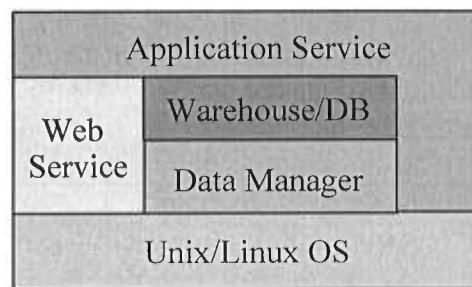 Application Service
Web
Service
Warehouse/DB
Data Manager
Unix/Linux OS